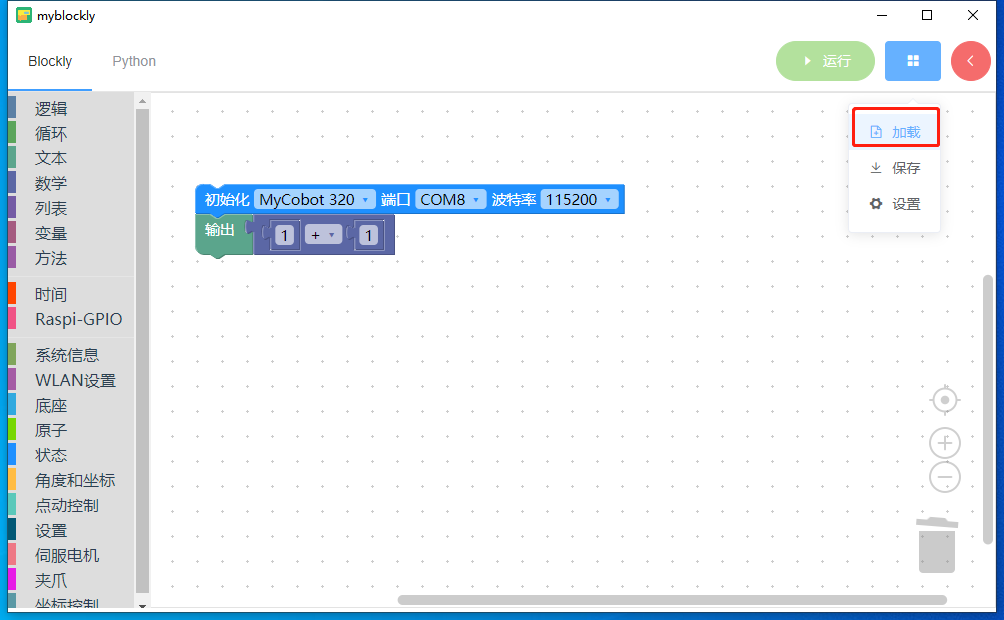 myblockly
Blockly Python 运行
逻辑
循环
文本
数学
列表
变量
方法
时间
Raspi-GPIO
系统信息
WLAN设置
底座
原子
状态
角度和坐标
点动控制
设置
伺服电机
夹爪
坐标控制
初始化 MyCobot 320 端口 COM8 波特率 115200
输出 1 + 1
加载
保存
设置